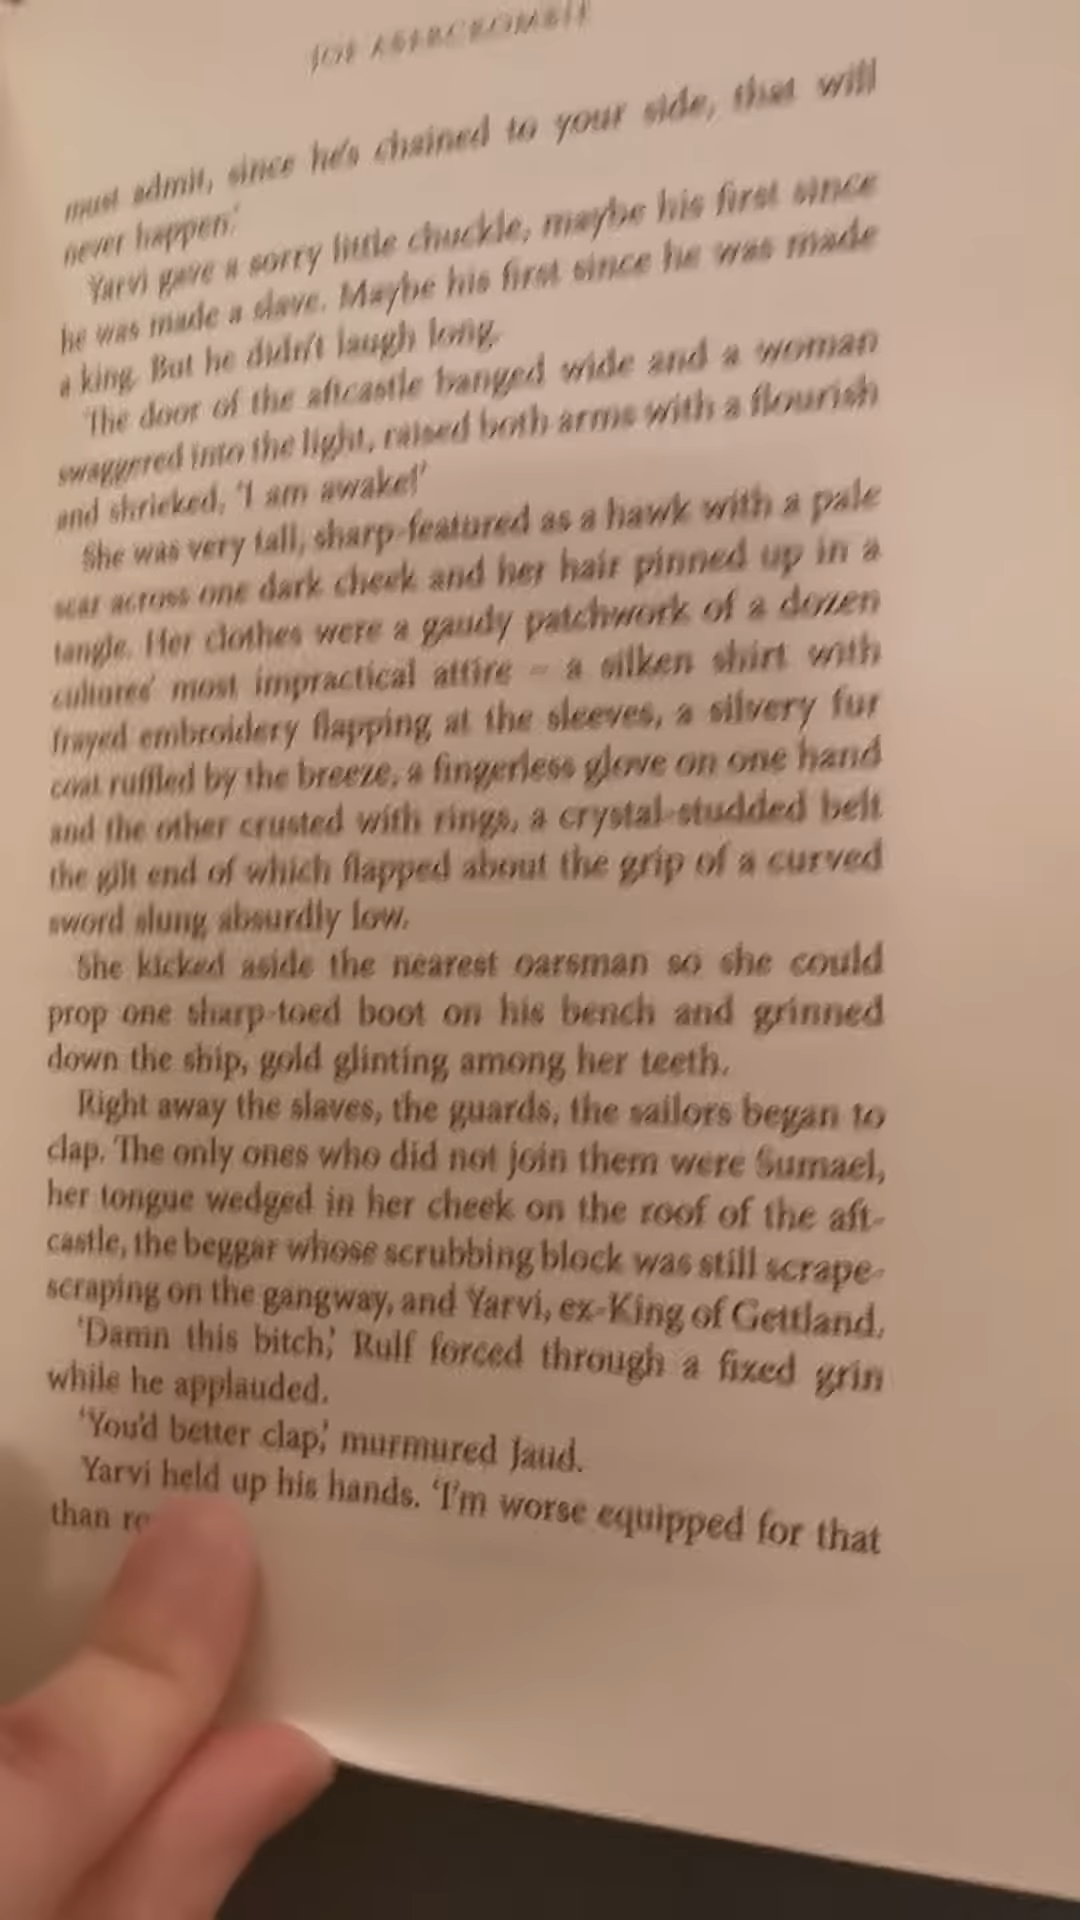 JOE ABERCROMBIE
must admit, since he's chained to your side, that will
never happen.'
Yarvi gave a sorry little chuckle, maybe his first since
he was made a slave. Maybe his first since he was made
a king. But he didn't laugh long.
The door of the aftcastle banged wide and a woman
swaggered into the light, raised both arms with a flourish
and shrieked, 'I am awake!'
She was very tall, sharp-featured as a hawk with a pale
scar across one dark cheek and her hair pinned up in a
tangle. Her clothes were a gaudy patchwork of a dozen
cultures' most impractical attire – a silken shirt with
frayed embroidery flapping at the sleeves, a silvery fur
coat ruffled by the breeze, a fingerless glove on one hand
and the other crusted with rings, a crystal-studded belt
the gilt end of which flapped about the grip of a curved
sword slung absurdly low.
She kicked aside the nearest oarsman so she could
prop one sharp-toed boot on his bench and grinned
down the ship, gold glinting among her teeth.
Right away the slaves, the guards, the sailors began to
clap. The only ones who did not join them were Sumael,
her tongue wedged in her cheek on the roof of the aft-
castle, the beggar whose scrubbing block was still scrape-
scraping on the gangway, and Yarvi, ex-King of Gettland.
'Damn this bitch,' Rulf forced through a fixed grin
while he applauded.
'You'd better clap,' murmured Jaud.
Yarvi held up his hands. 'I'm worse equipped for that
than